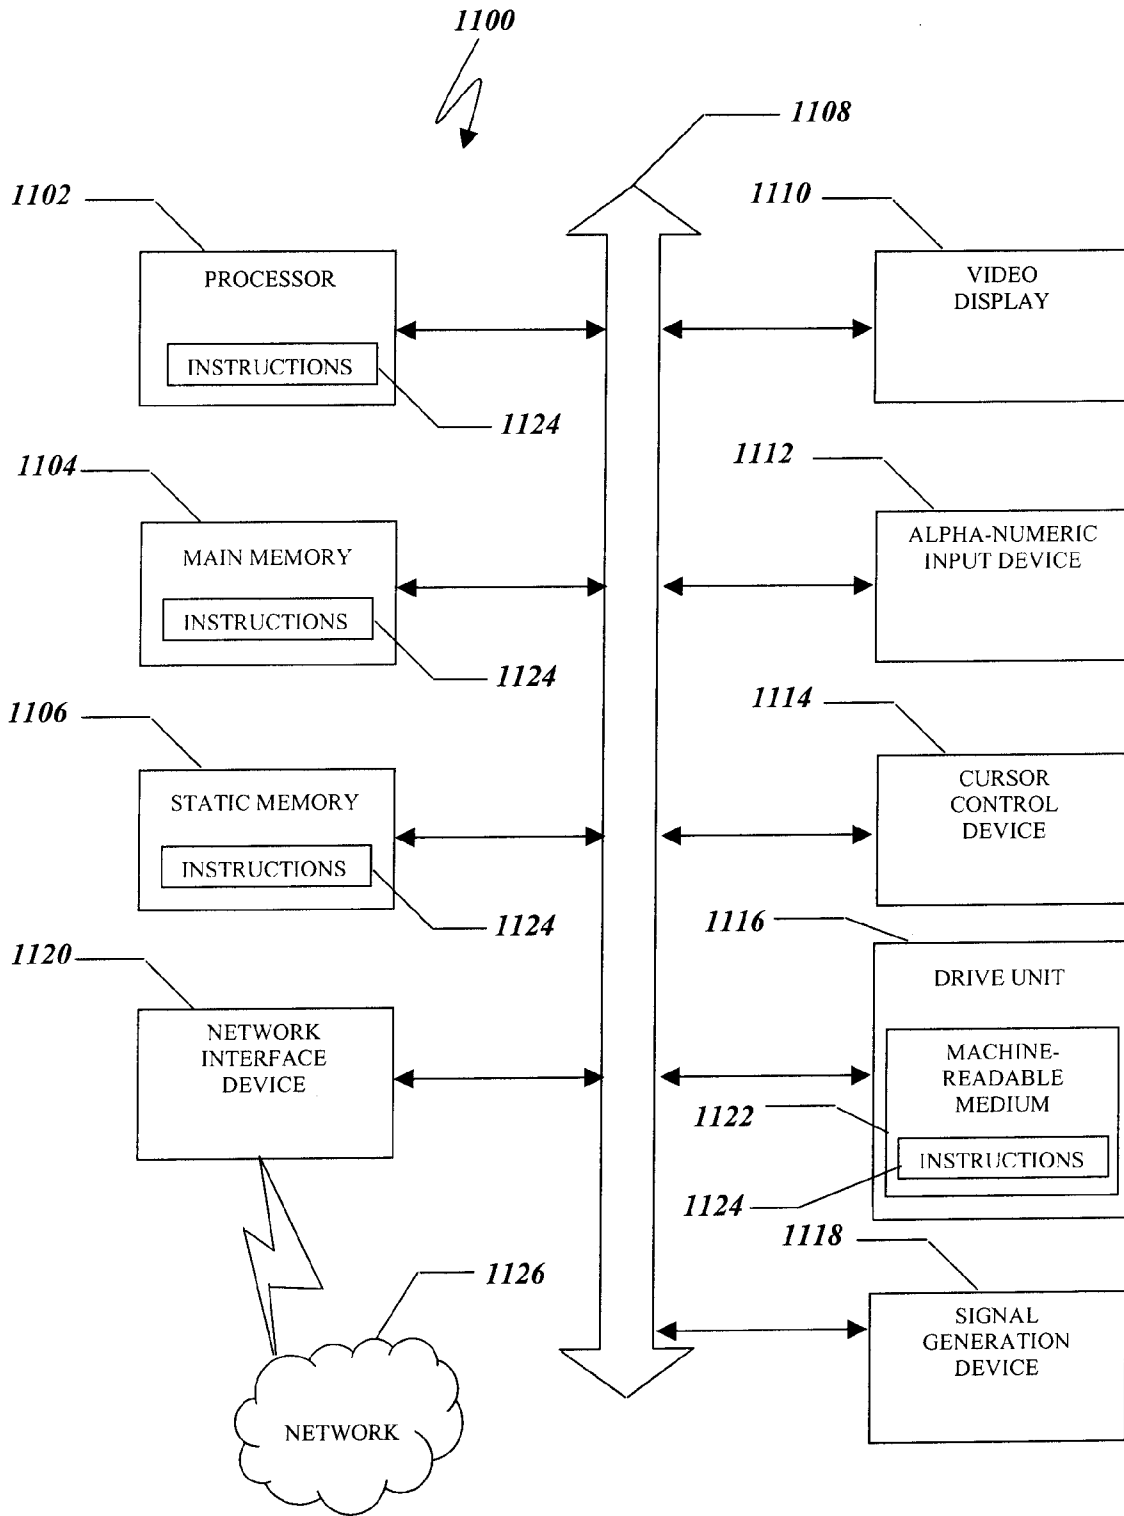 1100
1108
1102
1110
PROCESSOR
INSTRUCTIONS
1124
VIDEO
DISPLAY
1104
1112
MAIN MEMORY
INSTRUCTIONS
1124
ALPHA-NUMERIC
INPUT DEVICE
1106
1114
STATIC MEMORY
INSTRUCTIONS
1124
CURSOR
CONTROL
DEVICE
1120
1116
NETWORK
INTERFACE
DEVICE
DRIVE UNIT
MACHINE-
READABLE
MEDIUM
1122
INSTRUCTIONS
1124
1118
1126
SIGNAL
GENERATION
DEVICE
NETWORK